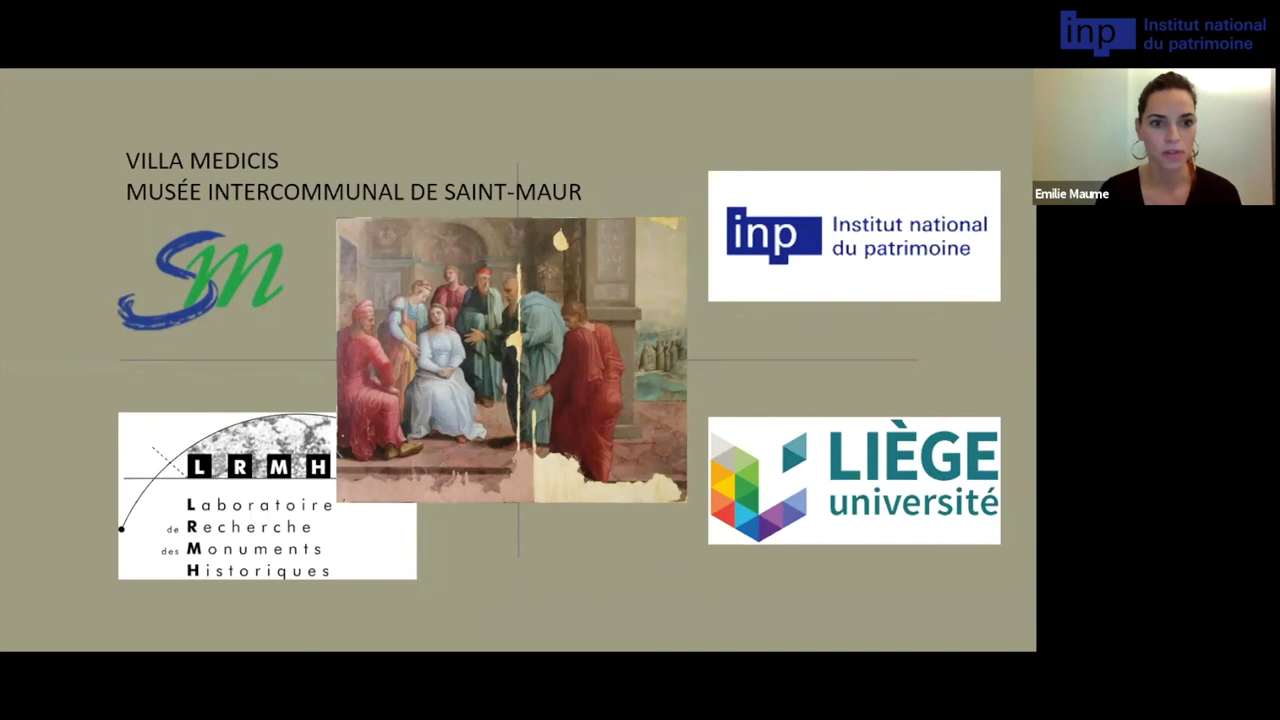 inp Institut national
du patrimoine
VILLA MEDICIS
MUSÉE INTERCOMMUNAL DE SAINT-MAUR
SM
inp Institut national
du patrimoine
Emilie Maume
LRMH
Laboratoire
de Recherche
des Monuments
Historiques
LIÈGE
université